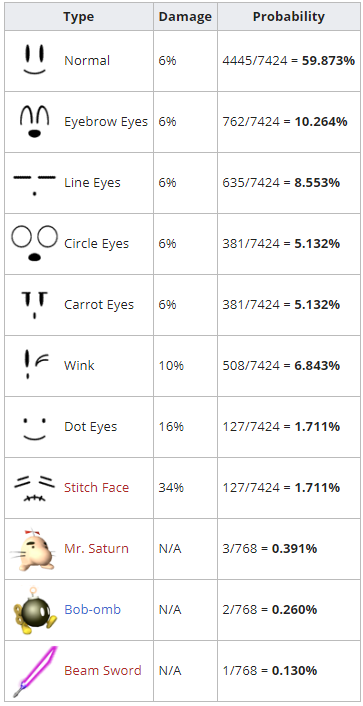 Type Damage Probability
Normal 6% 4445/7424 = 59.873%
Eyebrow Eyes 6% 762/7424 = 10.264%
Line Eyes 6% 635/7424 = 8.553%
Circle Eyes 6% 381/7424 = 5.132%
Carrot Eyes 6% 381/7424 = 5.132%
Wink 10% 508/7424 = 6.843%
Dot Eyes 16% 127/7424 = 1.711%
Stitch Face 34% 127/7424 = 1.711%
Mr. Saturn N/A 3/768 = 0.391%
Bob-omb N/A 2/768 = 0.260%
Beam Sword N/A 1/768 = 0.130%